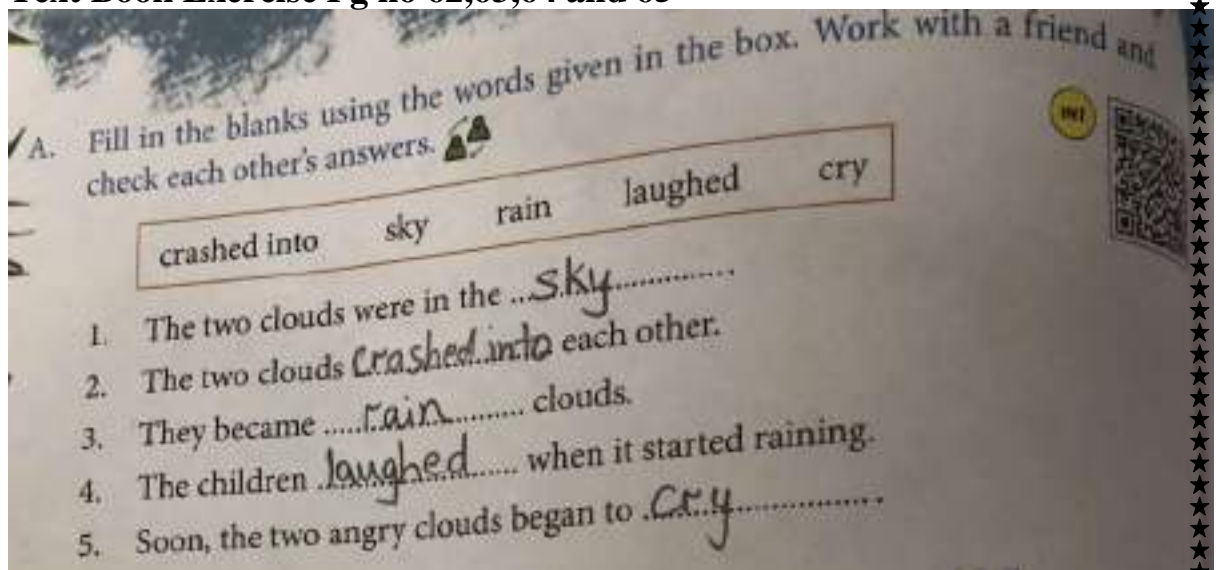 Text Book Exercise Pg no 62,63,64 and 65
A. Fill in the blanks using the words given in the box. Work with a friend and
check each other's answers.
INT
crashed into sky rain laughed cry
1. The two clouds were in the ...sky..............
2. The two clouds Crashed into each other.
3. They became .....rain.......... clouds.
4. The children .laughed...... when it started raining.
5. Soon, the two angry clouds began to .Cry................